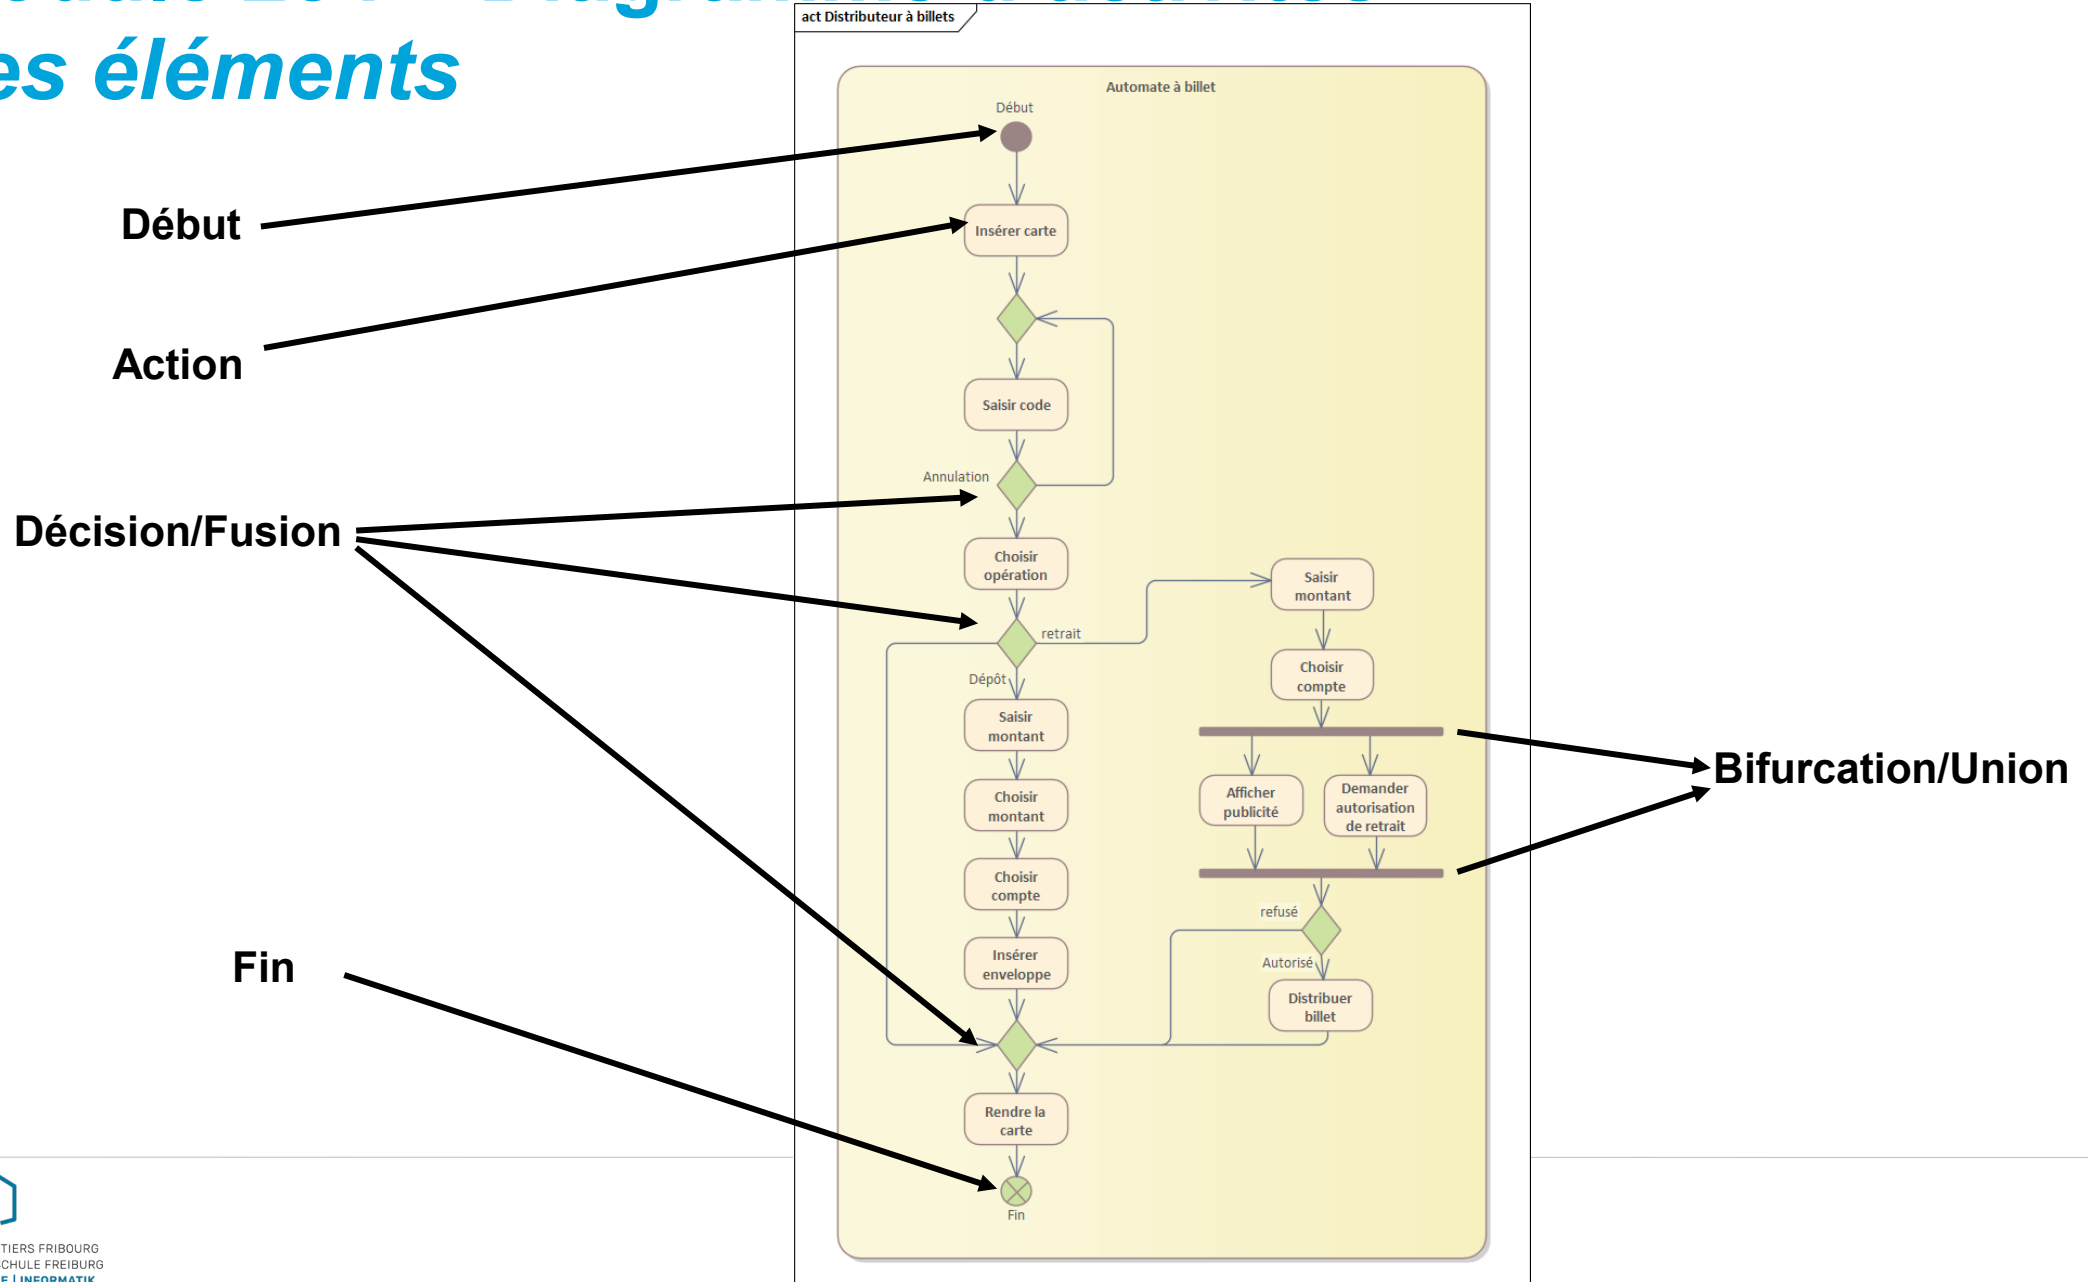 Diagramme
es éléments
act Distributeur à billets
Automate à billet
Début
Début
Insérer carte
Action
Saisir code
Annulation
Décision/Fusion
Choisir
opération
Saisir
montant
retrait
Choisir
compte
Dépôt
Saisir
montant
Bifurcation/Union
Afficher
publicité
Demander
autorisation
de retrait
Choisir
montant
Choisir
compte
refusé
Insérer
enveloppe
Autorisé
Fin
Distribuer
billet
Rendre la
carte
Fin
TIERS FRIBOURG
CHULE FREIBURG
E | INFORMATIK